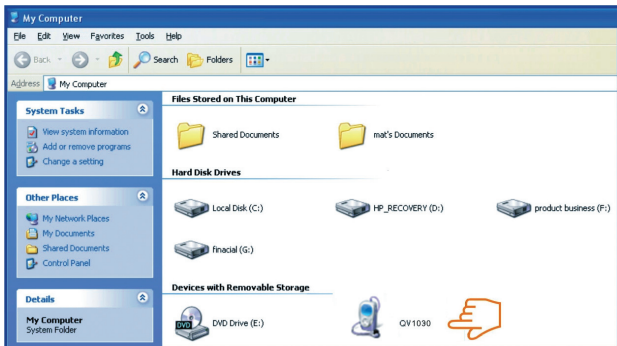 My Computer
File Edit View Favorites Tools Help
Back Search Folders
Address My Computer
System Tasks
View system information
Add or remove programs
Change a setting
Other Places
My Network Places
My Documents
Shared Documents
Control Panel
Details
My Computer
System Folder
Files Stored on This Computer
Shared Documents mat's Documents
Hard Disk Drives
Local Disk (C:) HP_RECOVERY (D:) product business (F:)
finacial (G:)
Devices with Removable Storage
DVD DVD Drive (E:) QV1030